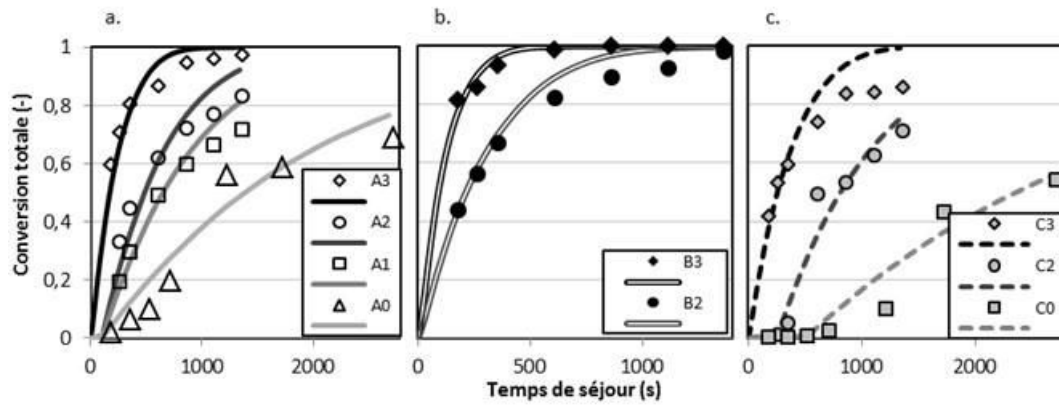 a.
b.
c.
Conversion totale (-)
1
0,8
0,6
0,4
0,2
0
0 1000 2000
A3
A2
A1
A0
0 500 1000
B3
B2
0 1000 2000
C3
C2
C0
Temps de séjour (s)